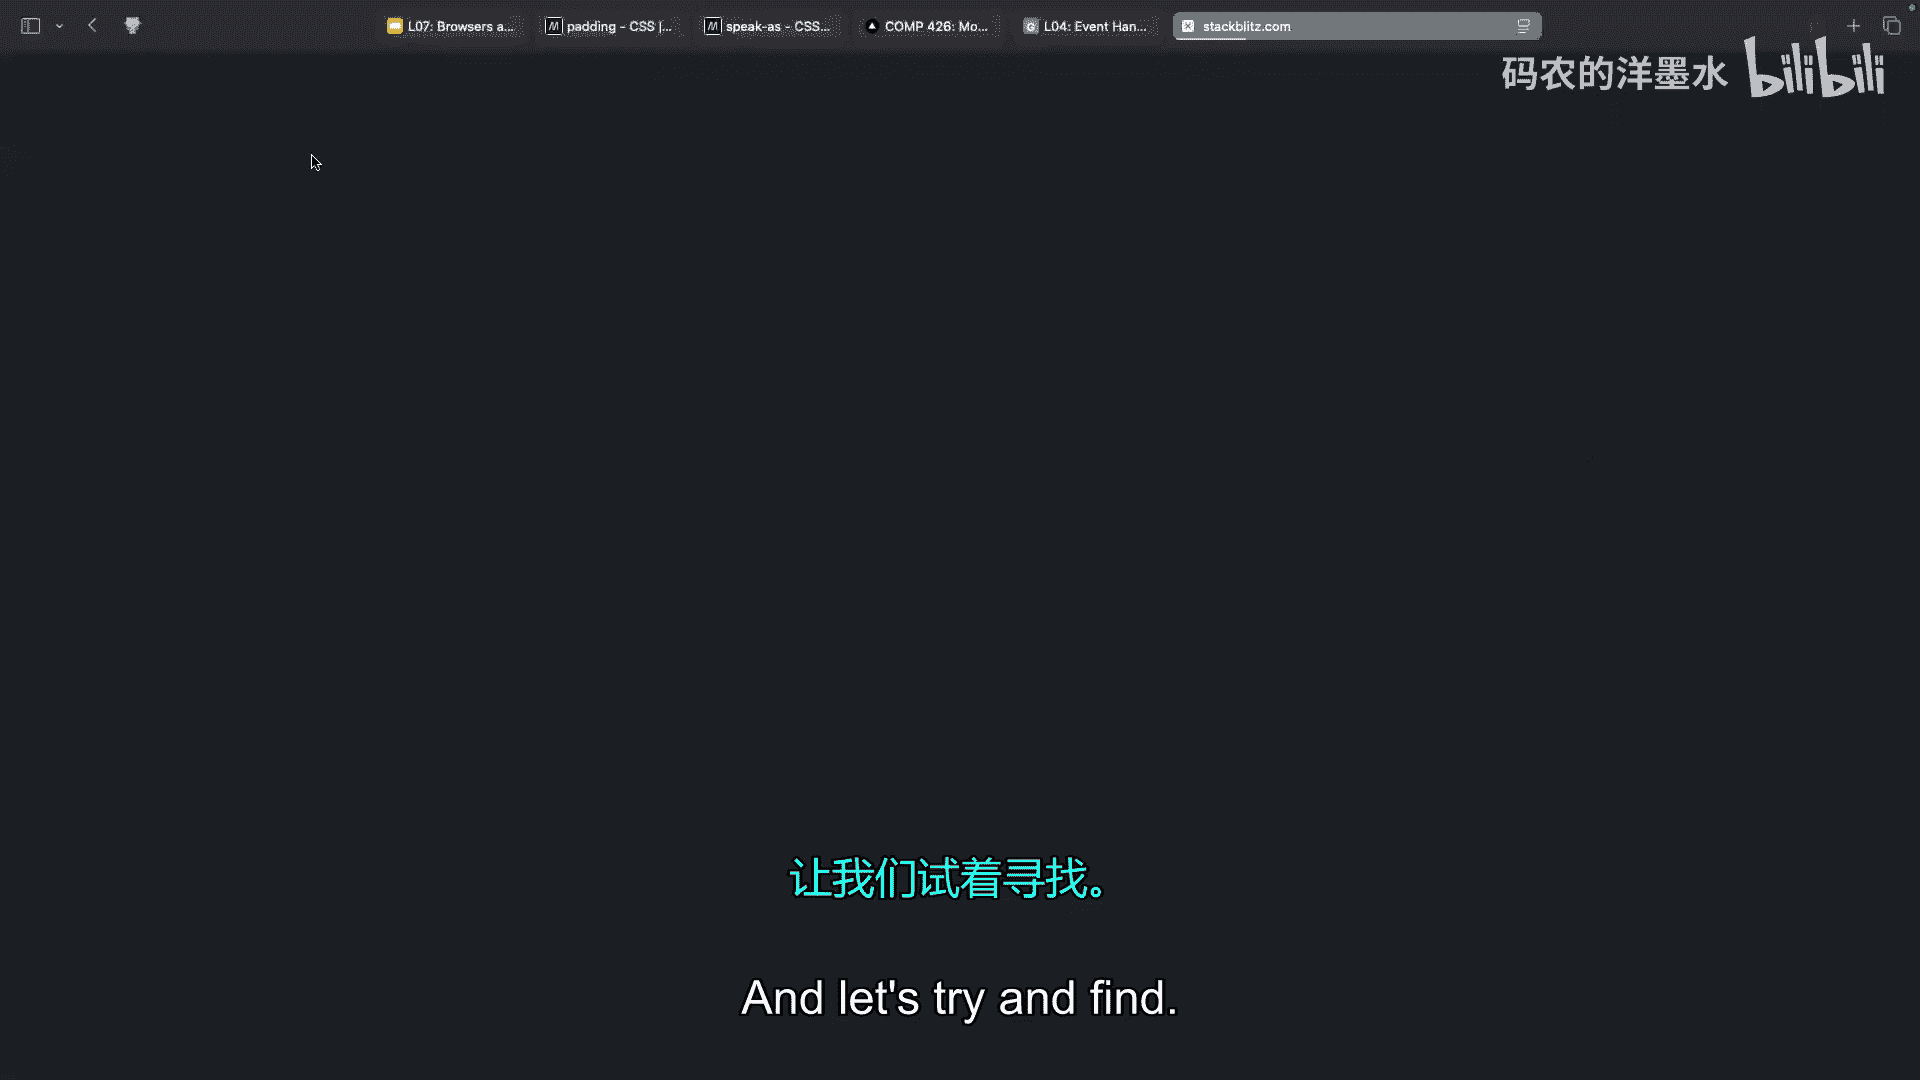 L07: Browsers a...
padding - CSS |...
speak-as - CSS...
COMP 426: Mo...
L04: Event Han...
stackblitz.com
码农的洋墨水 bilibili
让我们试着寻找。
And let's try and find.